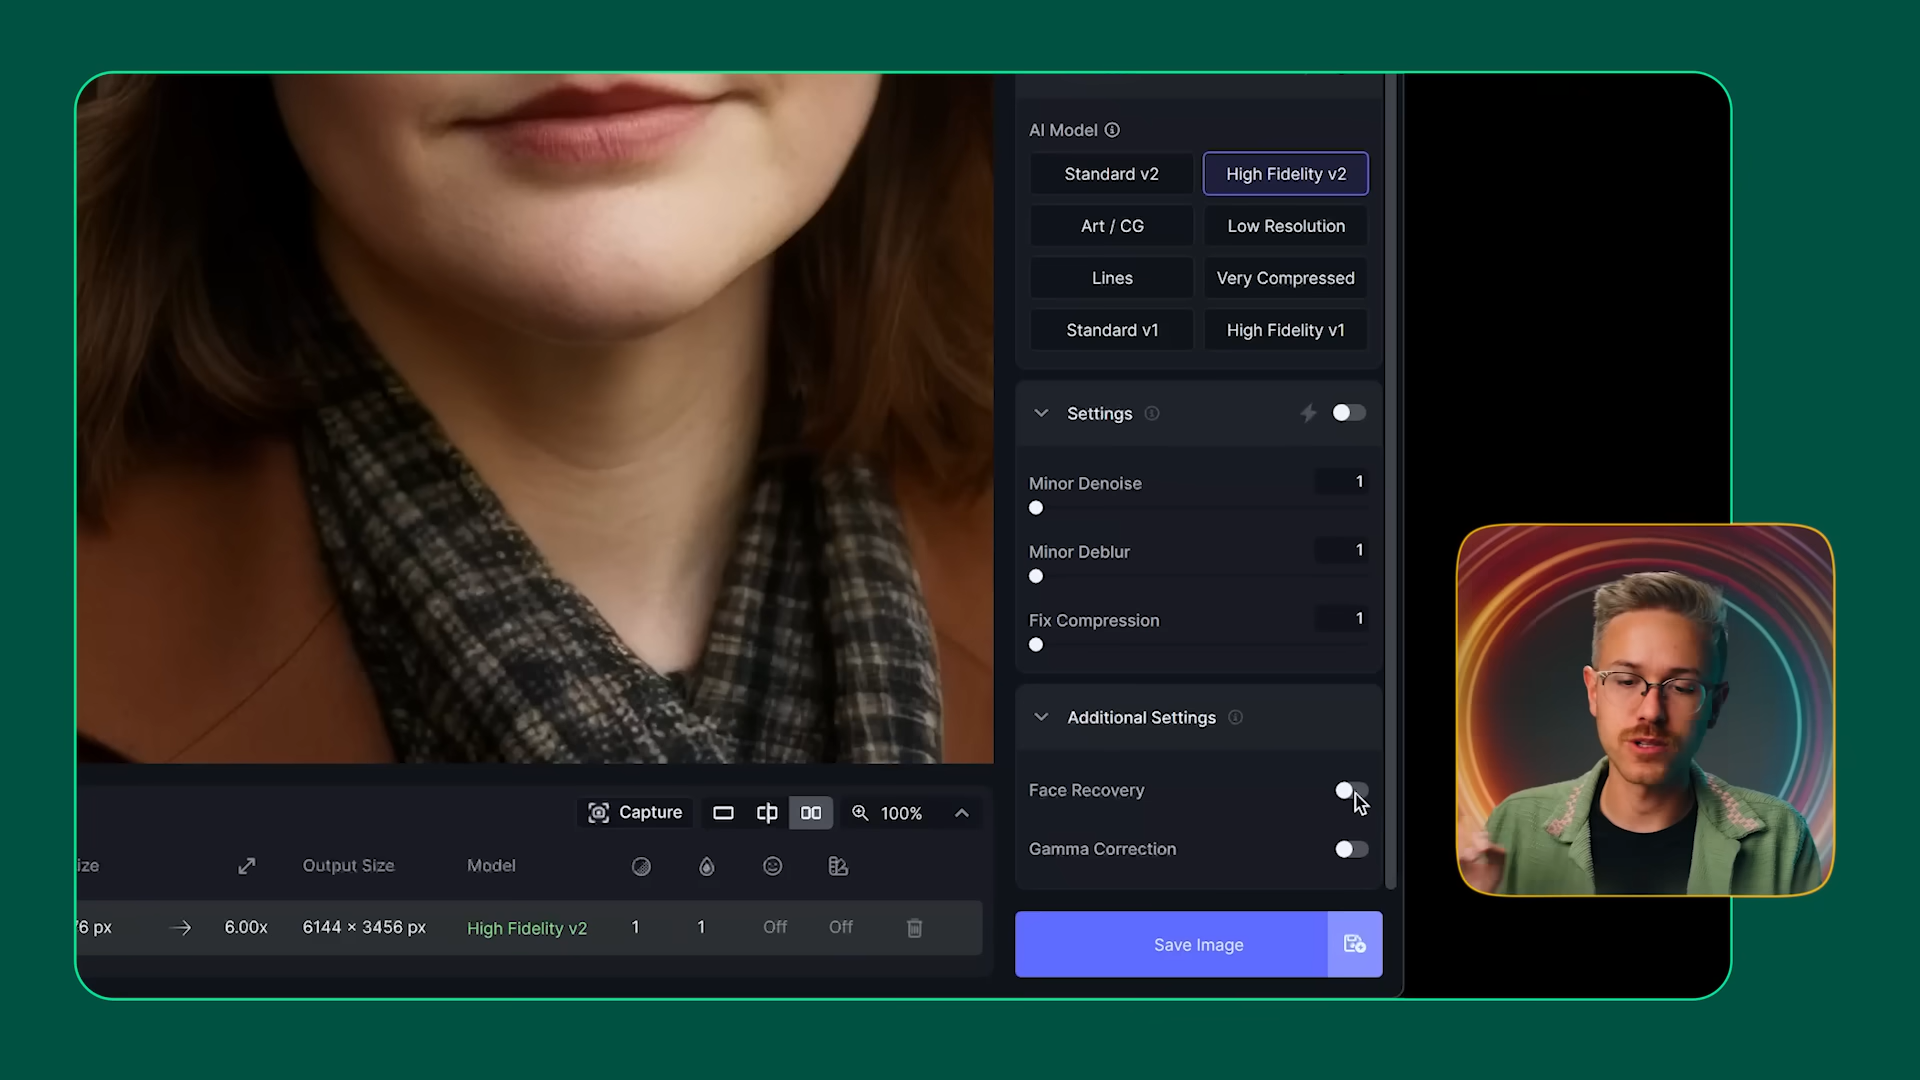 AI Model
Standard v2
High Fidelity v2
Art / CG
Low Resolution
Lines
Very Compressed
Standard v1
High Fidelity v1
Settings
Minor Denoise
1
Minor Deblur
1
Fix Compression
1
Additional Settings
Face Recovery
Gamma Correction
Save Image
Capture
100%
ize
Output Size
Model
6 px
6.00x
6144 × 3456 px
High Fidelity v2
1
1
Off
Off